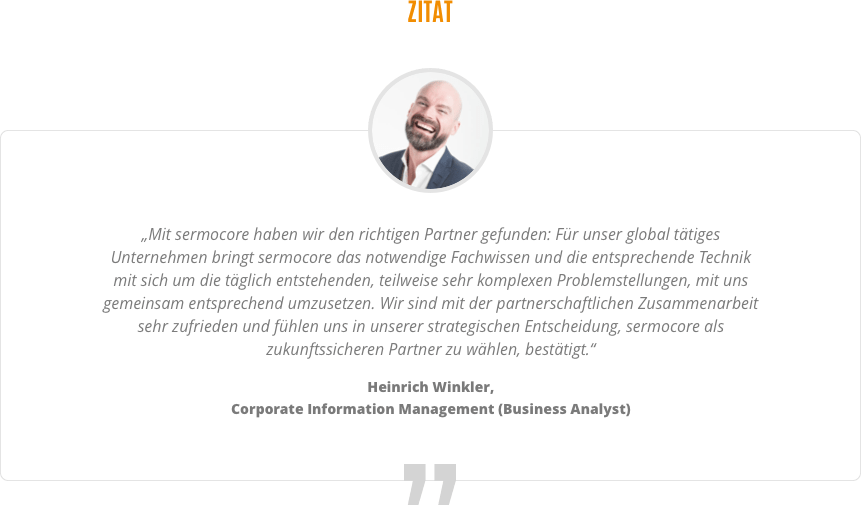 ZITAT
„Mit sermocore haben wir den richtigen Partner gefunden: Für unser global tätiges
Unternehmen bringt sermocore das notwendige Fachwissen und die entsprechende Technik
mit sich um die täglich entstehenden, teilweise sehr komplexen Problemstellungen, mit uns
gemeinsam entsprechend umzusetzen. Wir sind mit der partnerschaftlichen Zusammenarbeit
sehr zufrieden und fühlen uns in unserer strategischen Entscheidung, sermocore als
zukunftssicheren Partner zu wählen, bestätigt.“
Heinrich Winkler,
Corporate Information Management (Business Analyst)
”